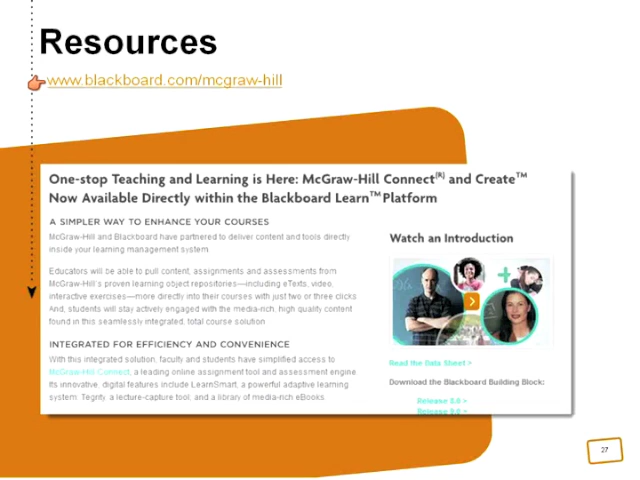 Resources
www.blackboard.com/mcgraw-hill
One-stop Teaching and Learning is Here: McGraw-Hill Connect(R) and Create™
Now Available Directly within the Blackboard Learn™ Platform
A SIMPLER WAY TO ENHANCE YOUR COURSES
McGraw-Hill and Blackboard have partnered to deliver content and tools directly
inside your learning management system.
Educators will be able to pull content, assignments and assessments from
McGraw-Hill's proven learning object repositories—including eTexts, video,
interactive exercises—more directly into their courses with just two or three clicks.
And, students will stay actively engaged with the media-rich, high quality content
found in this seamlessly integrated, total course solution
INTEGRATED FOR EFFICIENCY AND CONVENIENCE
With this integrated solution, faculty and students have simplified access to
McGraw-Hill Connect, a leading online assignment tool and assessment engine
Its innovative, digital features include LearnSmart, a powerful adaptive learning
system, Tegrity, a lecture-capture tool, and a library of media-rich eBooks.
Watch an Introduction
Read the Data Sheet >
Download the Blackboard Building Block:
Release 8.0 >
Release 9.0 >
27